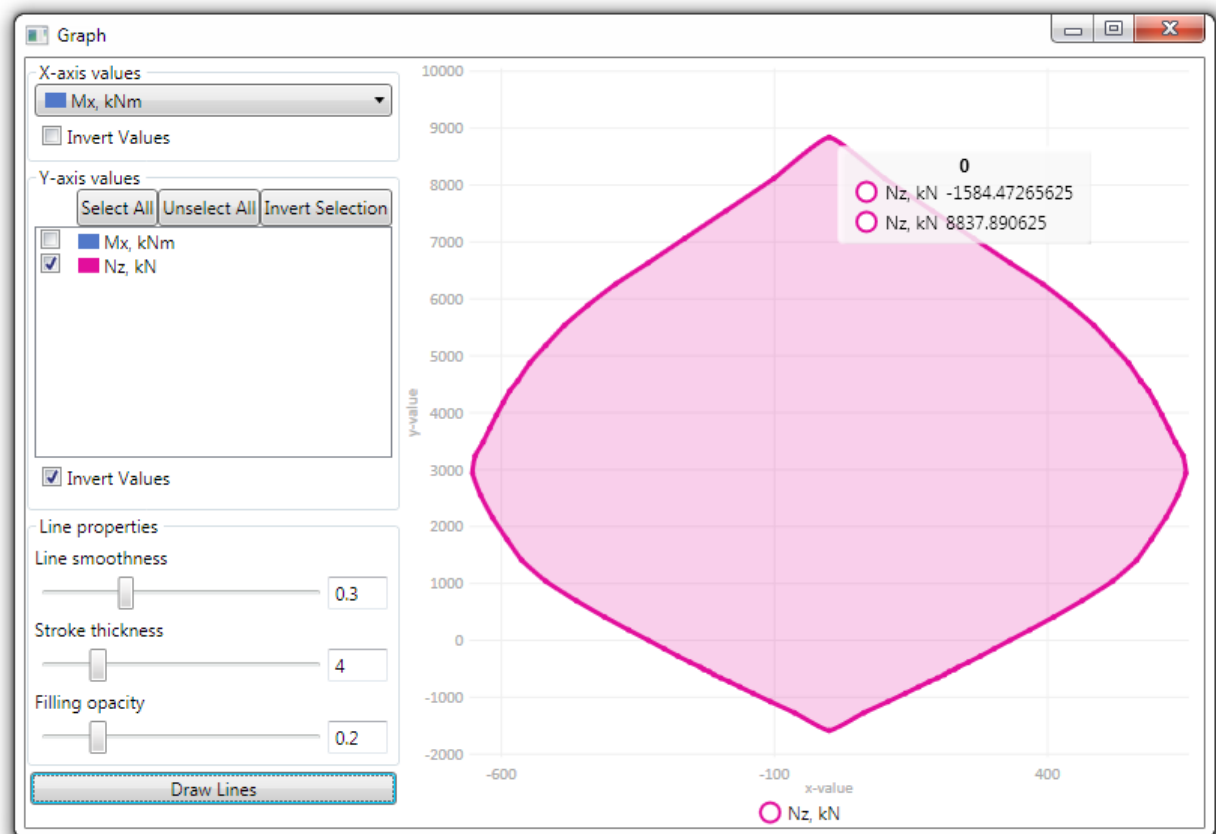 Graph
X-axis values
Mx, kNm
Invert Values
Y-axis values
Select All Unselect All Invert Selection
Mx, kNm
Nz, kN
Invert Values
Line properties
Line smoothness
0.3
Stroke thickness
4
Filling opacity
0.2
Draw Lines
10000
9000
8000
7000
6000
5000
4000
3000
2000
1000
0
-1000
-2000
y-value
0
Nz, kN -1584.47265625
Nz, kN 8837.890625
-600 -100 400
x-value
Nz, kN